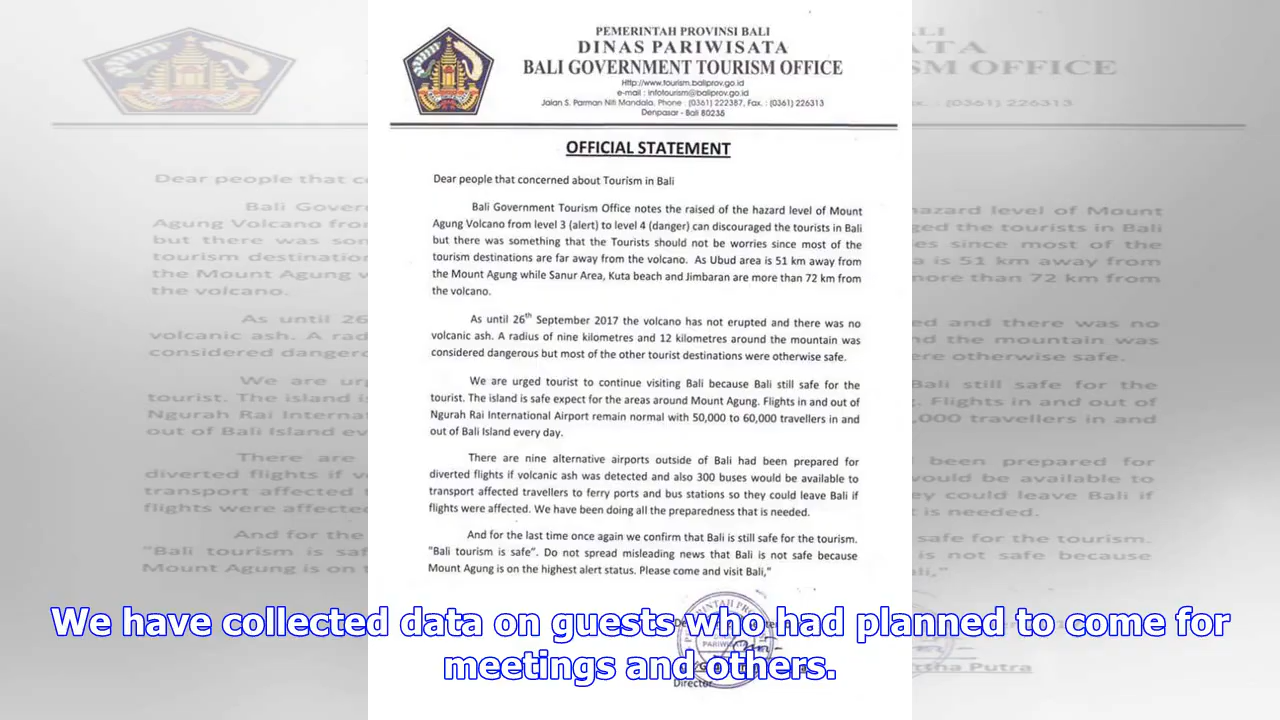 PEMERINTAH PROVINSI BALI
DINAS PARIWISATA
BALI GOVERNMENT TOURISM OFFICE
Http://www.tourism.baliprov.go.id
e-mail : infotourism@baliprov.go.id
Jalan S. Parman Niti Mandala, Phone : (0361) 222387, Fax. : (0361) 226313
Denpasar - Bali 80235
OFFICIAL STATEMENT
Dear people that concerned about Tourism in Bali
Bali Government Tourism Office notes the raised of the hazard level of Mount
Agung Volcano from level 3 (alert) to level 4 (danger) can discouraged the tourists in Bali
but there was something that the Tourists should not be worries since most of the
tourism destinations are far away from the volcano. As Ubud area is 51 km away from
the Mount Agung while Sanur Area, Kuta beach and Jimbaran are more than 72 km from
the volcano.
As until 26th September 2017 the volcano has not erupted and there was no
volcanic ash. A radius of nine kilometres and 12 kilometres around the mountain was
considered dangerous but most of the other tourist destinations were otherwise safe.
We are urged tourist to continue visiting Bali because Bali still safe for the
tourist. The island is safe expect for the areas around Mount Agung. Flights in and out of
Ngurah Rai International Airport remain normal with 50,000 to 60,000 travellers in and
out of Bali Island every day.
There are nine alternative airports outside of Bali had been prepared for
diverted flights if volcanic ash was detected and also 300 buses would be available to
transport affected travellers to ferry ports and bus stations so they could leave Bali if
flights were affected. We have been doing all the preparedness that is needed.
And for the last time once again we confirm that Bali is still safe for the tourism.
"Bali tourism is safe". Do not spread misleading news that Bali is not safe because
Mount Agung is on the highest alert status. Please come and visit Bali,"
We have collected data on guests who had planned to come for
meetings and others.
PARIWISATA
Director